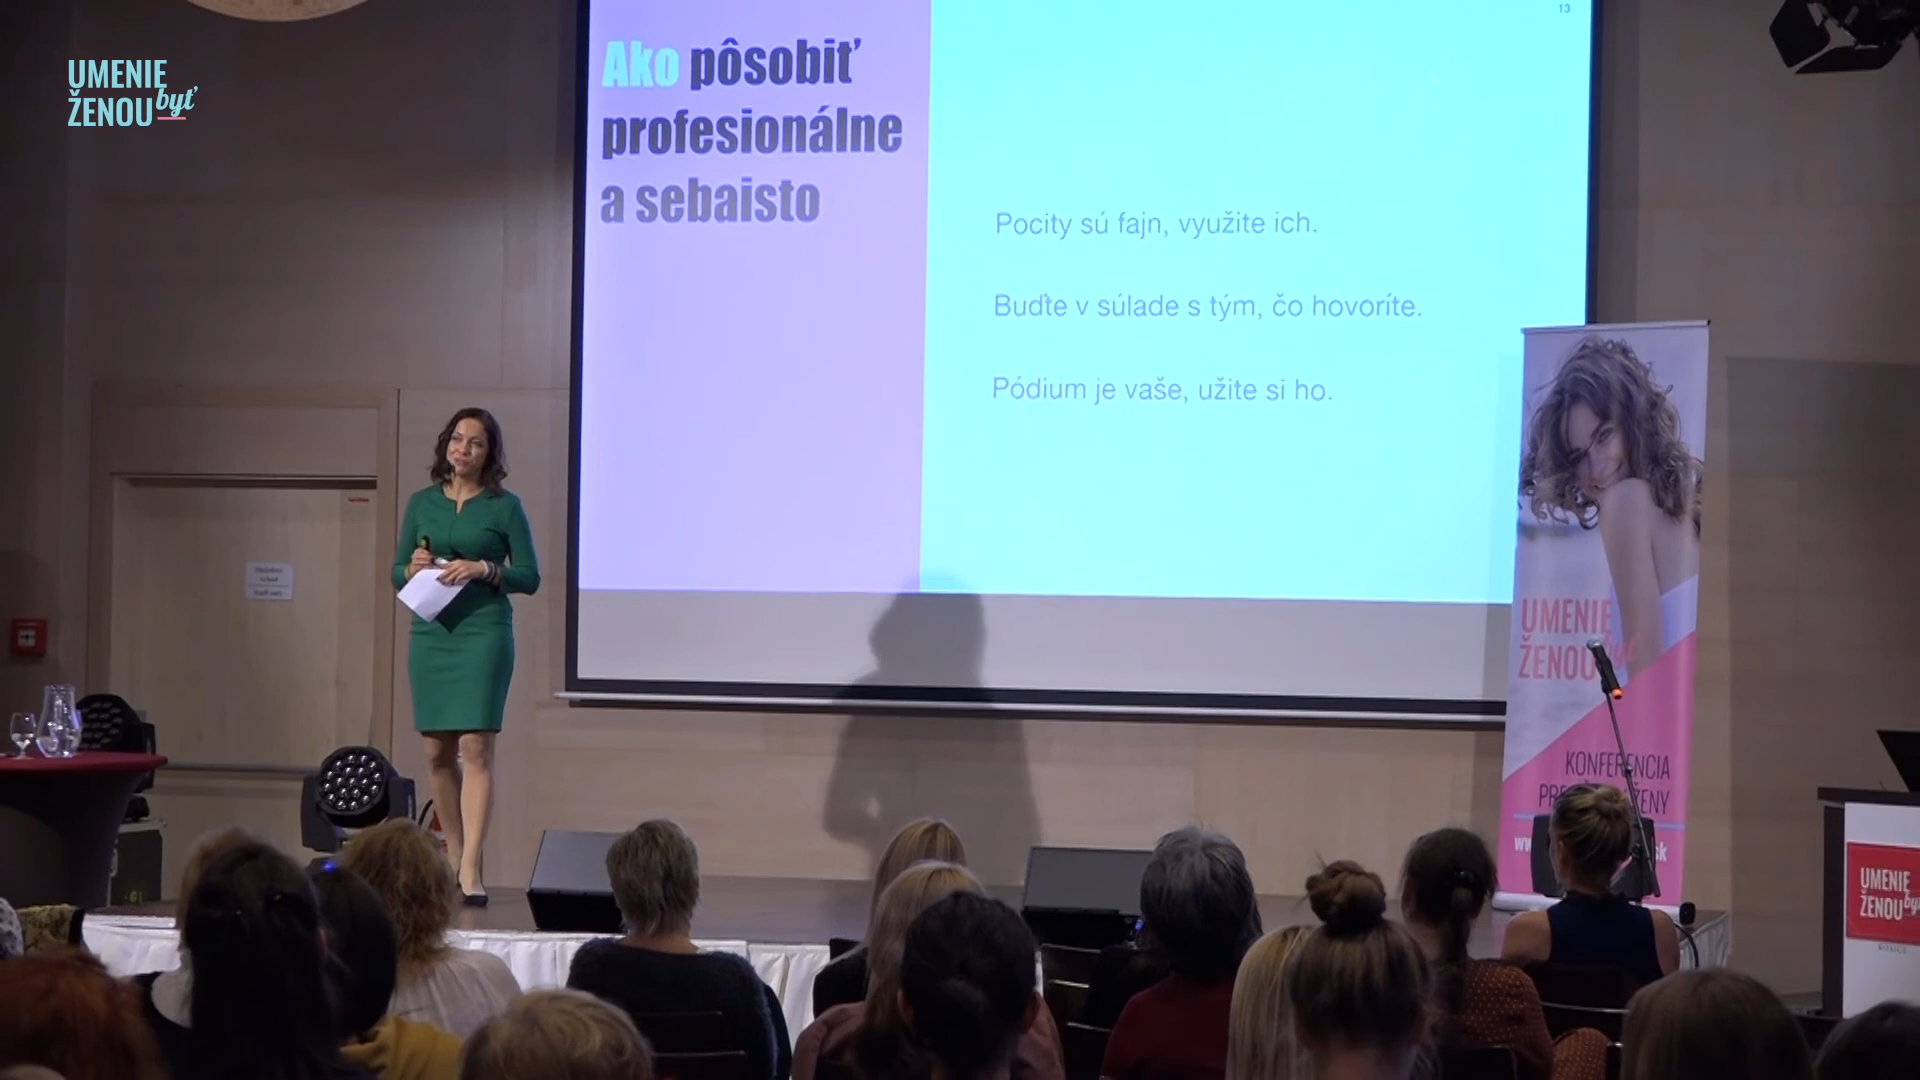 UMENIE
ŽENOU byť
13
Ako pôsobiť
profesionálne
a sebaisto
Pocity sú fajn, využite ich.
Buďte v súlade s tým, čo hovoríte.
Pódium je vaše, užite si ho.
UMENIE
ŽENOU byť
KONFERENCIA
UMENIE
ŽENOU byť